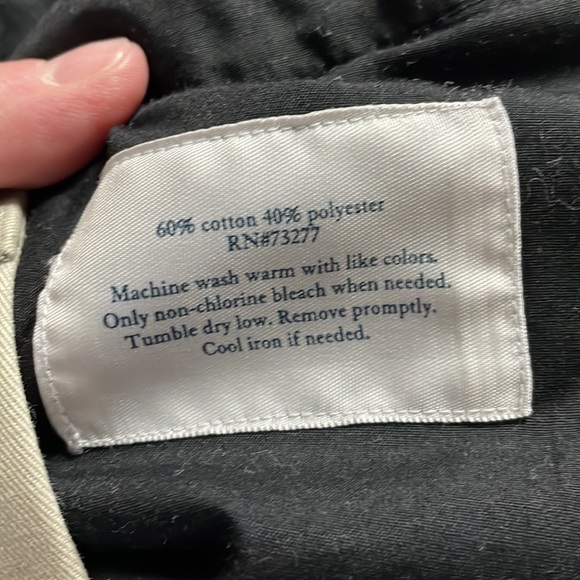 60% cotton 40% polyester
RN#73277
Machine wash warm with like colors.
Only non-chlorine bleach when needed.
Tumble dry low. Remove promptly.
Cool iron if needed.